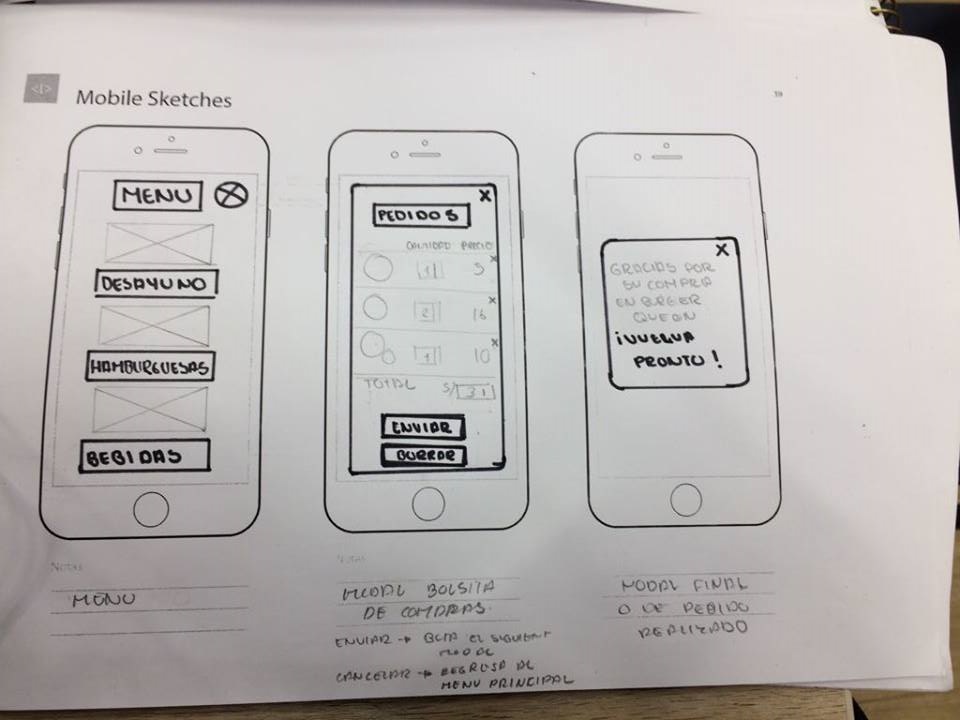 <I>
Mobile Sketches
19
MENU
DESAYUNO
HAMBURGUESAS
BEBIDAS
Notas
MENU
X
PEDIDOS
CANTIDAD PRECIO
1 5 x
2 16 x
1 10 x
TOTAL S/ 31
ENVIAR
BORRAR
Notas
MODAL BOLSITA
DE COMPRAS.
ENVIAR → BOTA EL SIGUIENT
MODAL
CANCELAR → REGRESA AL
MENU PRINCIPAL
X
GRACIAS POR
SU COMPRA
EN BURGER
QUEEN
¡VUELVA
PRONTO!
MODAL FINAL
O DE PEDIDO
REALIZADO